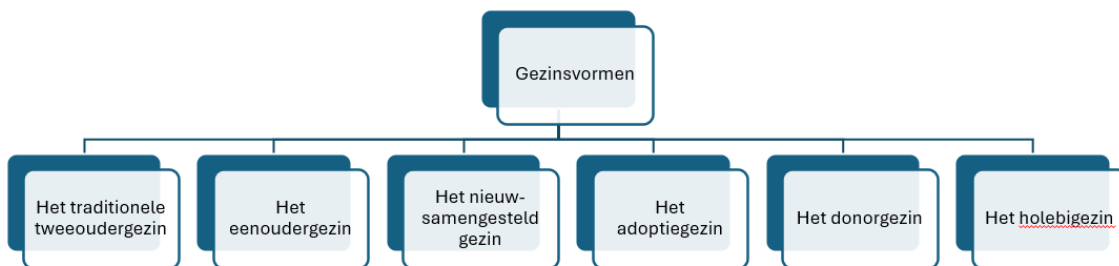 Gezinsvormen
Het traditionele
tweeoudergezin
Het
eenoudergezin
Het nieuw-
samengesteld
gezin
Het
adoptiegezin
Het donorgezin
Het holebigezin